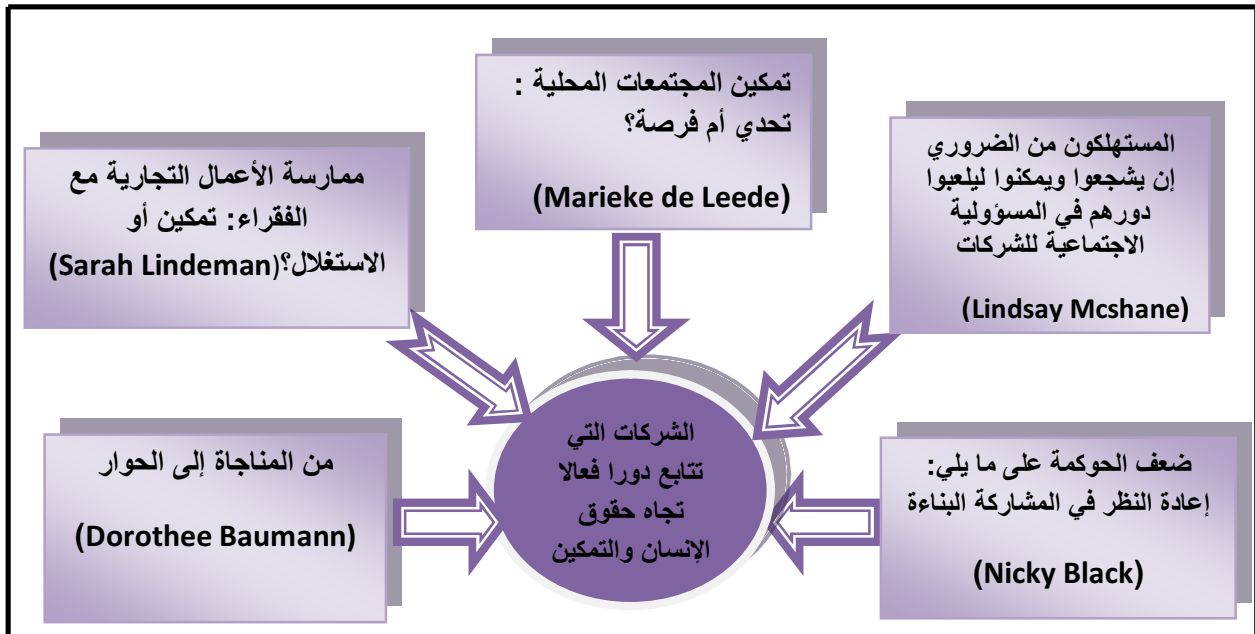 تمكين المجتمعات المحلية :
تحدي أم فرصة؟
(Marieke de Leede)
المستهلكون من الضروري
إن يشجعوا ويمكنوا ليلعبوا
دورهم في المسؤولية
الاجتماعية للشركات
(Lindsay Mcshane)
ممارسة الأعمال التجارية مع
الفقراء: تمكين أو
الاستغلال؟(Sarah Lindeman)
الشركات التي
تتابع دورا فعالا
تجاه حقوق
الإنسان والتمكين
ضعف الحوكمة على ما يلي:
إعادة النظر في المشاركة البناءة
(Nicky Black)
من المناجاة إلى الحوار
(Dorothee Baumann)